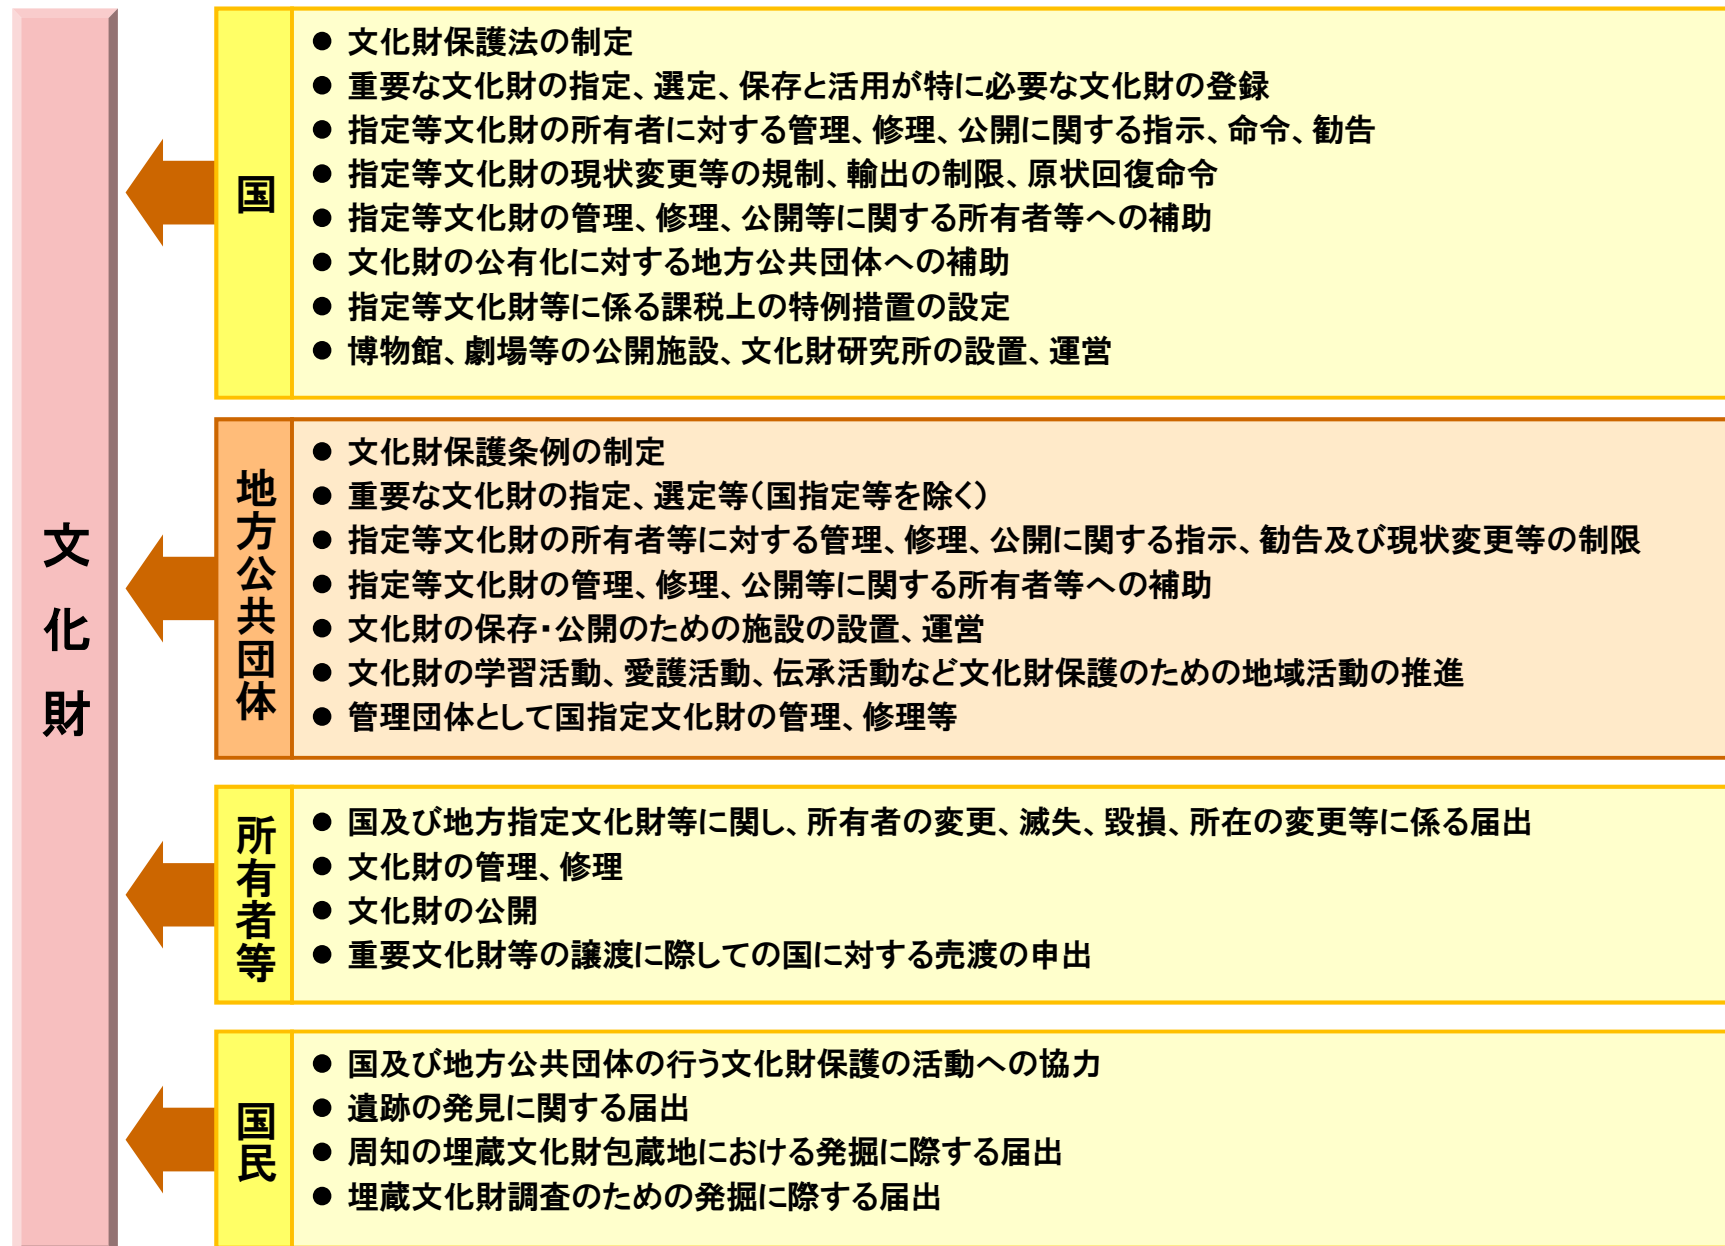 文化財
国
● 文化財保護法の制定
● 重要な文化財の指定、選定、保存と活用が特に必要な文化財の登録
● 指定等文化財の所有者に対する管理、修理、公開に関する指示、命令、勧告
● 指定等文化財の現状変更等の規制、輸出の制限、原状回復命令
● 指定等文化財の管理、修理、公開等に関する所有者等への補助
● 文化財の公有化に対する地方公共団体への補助
● 指定等文化財等に係る課税上の特例措置の設定
● 博物館、劇場等の公開施設、文化財研究所の設置、運営
地方公共団体
● 文化財保護条例の制定
● 重要な文化財の指定、選定等(国指定等を除く)
● 指定等文化財の所有者等に対する管理、修理、公開に関する指示、勧告及び現状変更等の制限
● 指定等文化財の管理、修理、公開等に関する所有者等への補助
● 文化財の保存・公開のための施設の設置、運営
● 文化財の学習活動、愛護活動、伝承活動など文化財保護のための地域活動の推進
● 管理団体として国指定文化財の管理、修理等
所有者等
● 国及び地方指定文化財等に関し、所有者の変更、滅失、毀損、所在の変更等に係る届出
● 文化財の管理、修理
● 文化財の公開
● 重要文化財等の譲渡に際しての国に対する売渡の申出
国民
● 国及び地方公共団体の行う文化財保護の活動への協力
● 遺跡の発見に関する届出
● 周知の埋蔵文化財包蔵地における発掘に際する届出
● 埋蔵文化財調査のための発掘に際する届出